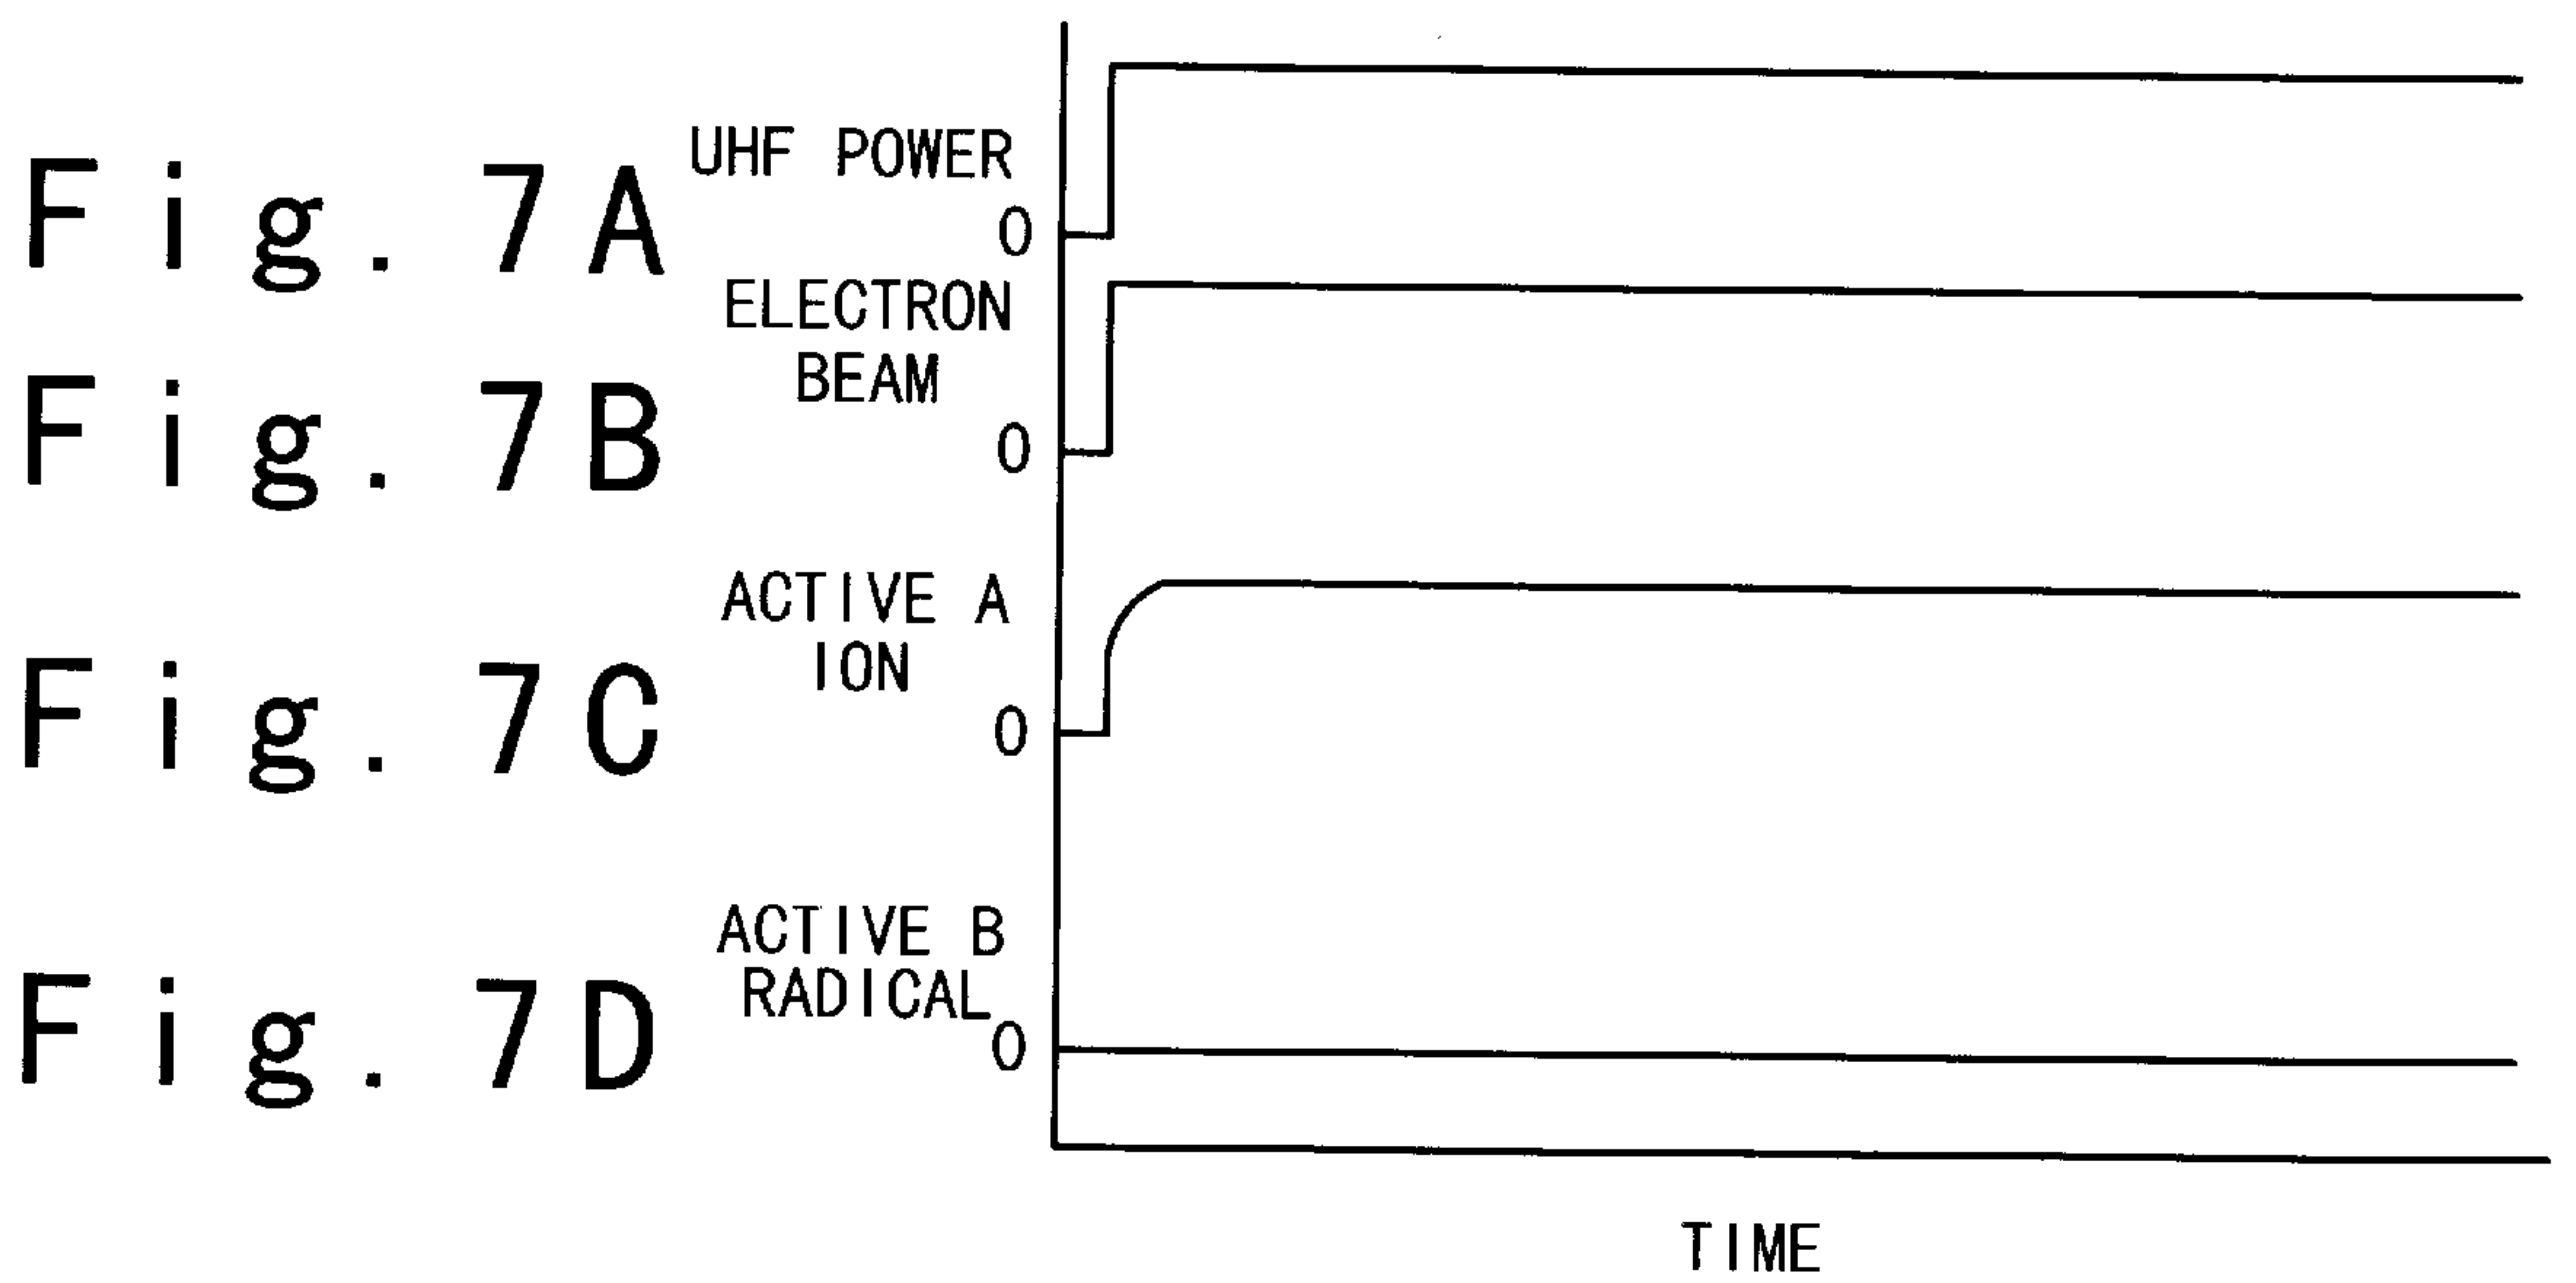 Fig. 7A
UHF POWER
0
Fig. 7B
ELECTRON
BEAM
0
Fig. 7C
ACTIVE A
ION
0
Fig. 7D
ACTIVE B
RADICAL
0
TIME